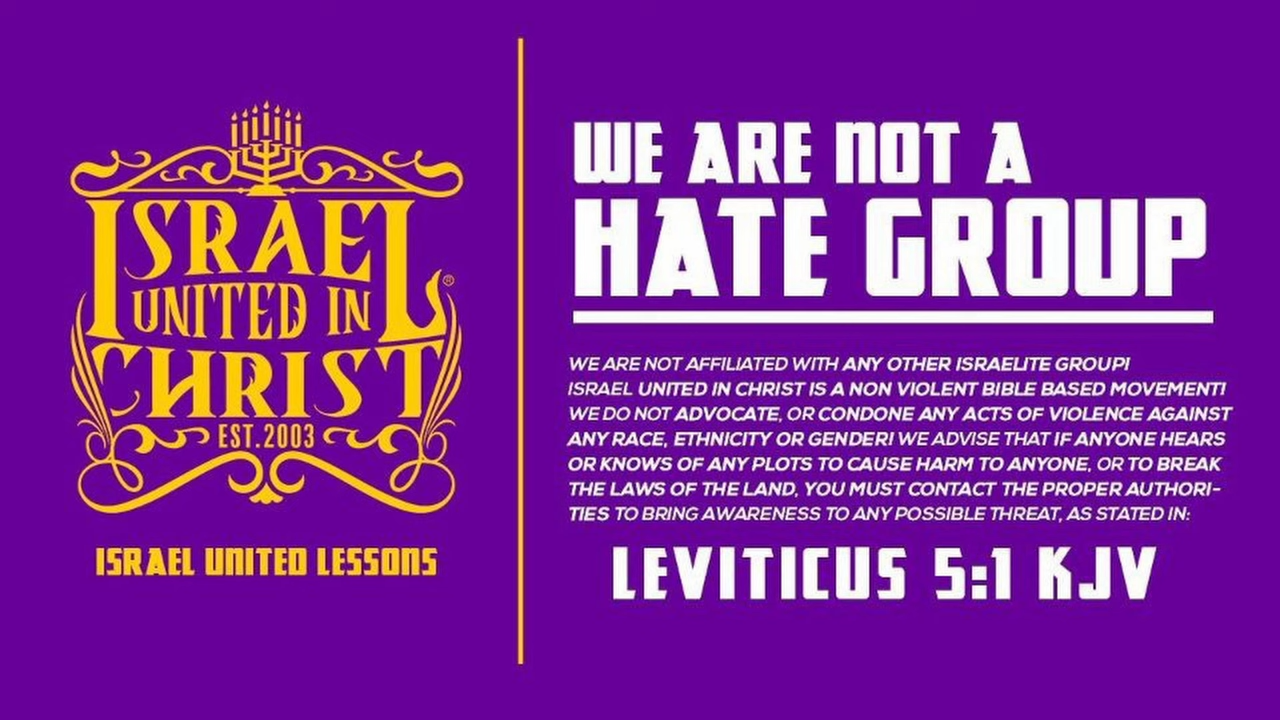 ISRAEL
UNITED IN
CHRIST
EST.2003
ISRAEL UNITED LESSONS
WE ARE NOT A
HATE GROUP
WE ARE NOT AFFILIATED WITH ANY OTHER ISRAELITE GROUP!
ISRAEL UNITED IN CHRIST IS A NON VIOLENT BIBLE BASED MOVEMENT!
WE DO NOT ADVOCATE, OR CONDONE ANY ACTS OF VIOLENCE AGAINST
ANY RACE, ETHNICITY OR GENDER! WE ADVISE THAT IF ANYONE HEARS
OR KNOWS OF ANY PLOTS TO CAUSE HARM TO ANYONE, OR TO BREAK
THE LAWS OF THE LAND, YOU MUST CONTACT THE PROPER AUTHORI-
TIES TO BRING AWARENESS TO ANY POSSIBLE THREAT, AS STATED IN:
LEVITICUS 5:1 KJV